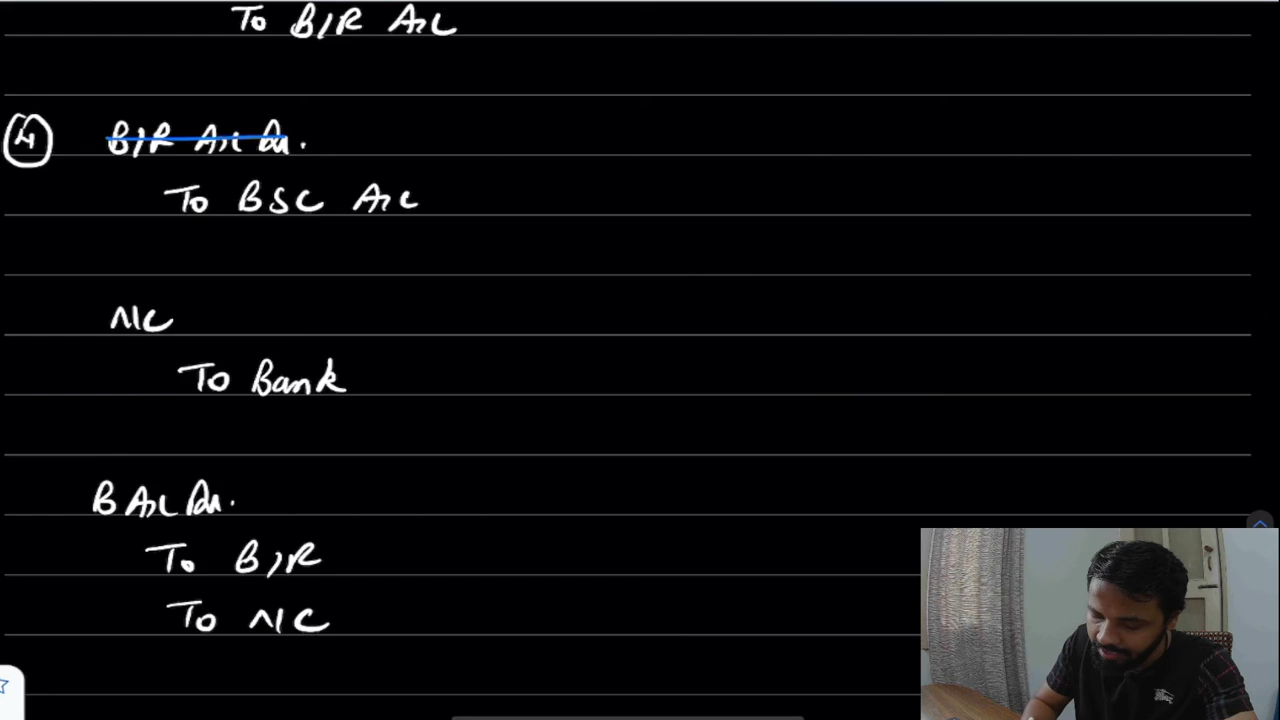 To B/R A/c
4 B/R A/c Dr.
To BSC A/c
N/C
To Bank
B A/c Dr.
To B/R
To N/C